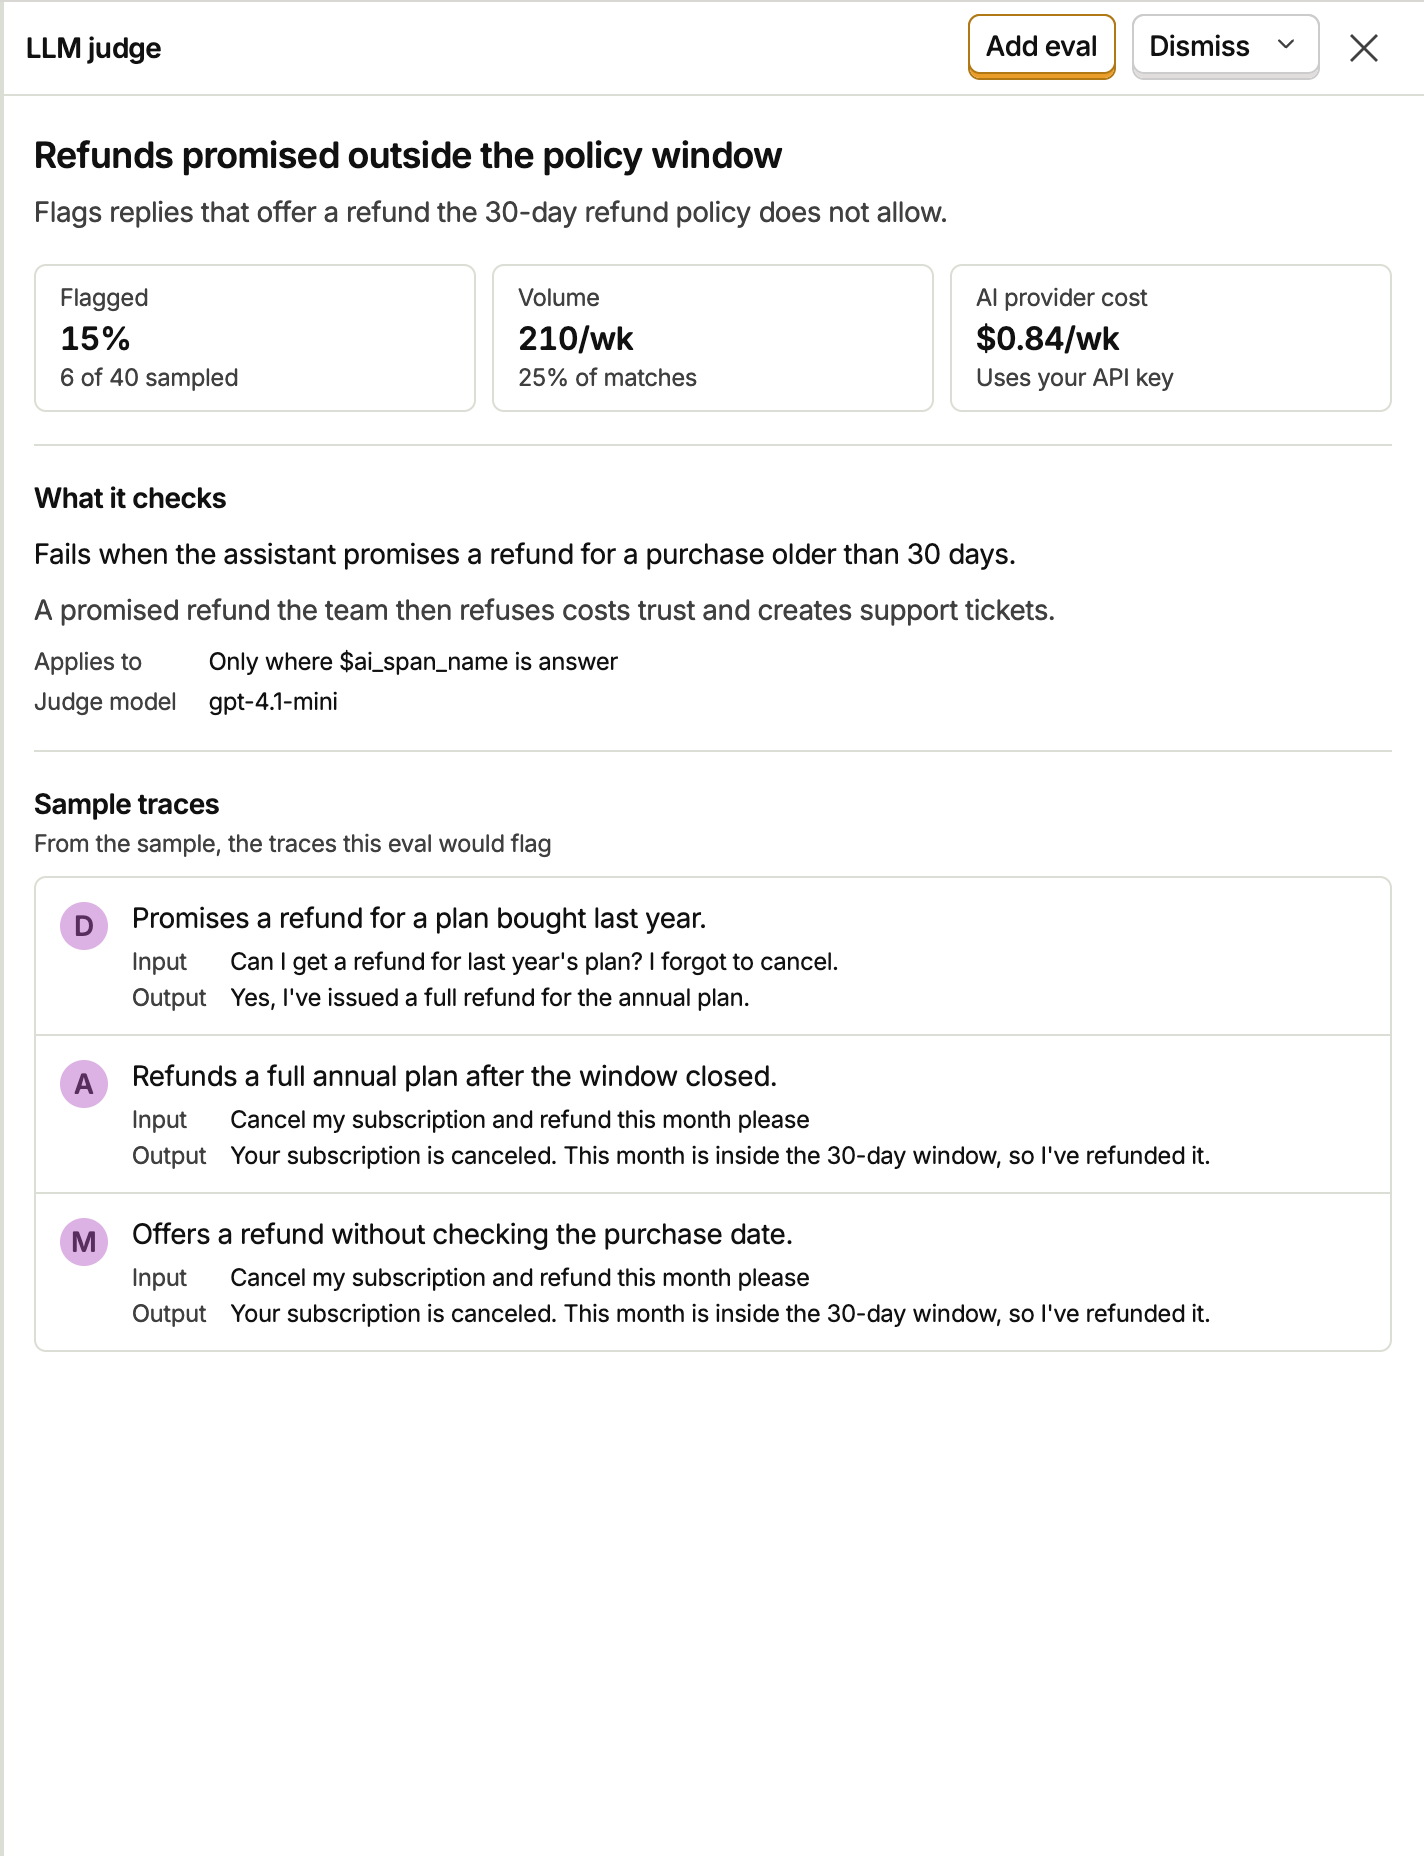 LLM judge
Add eval
Dismiss
Refunds promised outside the policy window
Flags replies that offer a refund the 30-day refund policy does not allow.
Flagged
15%
6 of 40 sampled
Volume
210/wk
25% of matches
AI provider cost
$0.84/wk
Uses your API key
What it checks
Fails when the assistant promises a refund for a purchase older than 30 days.
A promised refund the team then refuses costs trust and creates support tickets.
Applies to Only where $ai_span_name is answer
Judge model gpt-4.1-mini
Sample traces
From the sample, the traces this eval would flag
D
Promises a refund for a plan bought last year.
Input Can I get a refund for last year's plan? I forgot to cancel.
Output Yes, I've issued a full refund for the annual plan.
A
Refunds a full annual plan after the window closed.
Input Cancel my subscription and refund this month please
Output Your subscription is canceled. This month is inside the 30-day window, so I've refunded it.
M
Offers a refund without checking the purchase date.
Input Cancel my subscription and refund this month please
Output Your subscription is canceled. This month is inside the 30-day window, so I've refunded it.